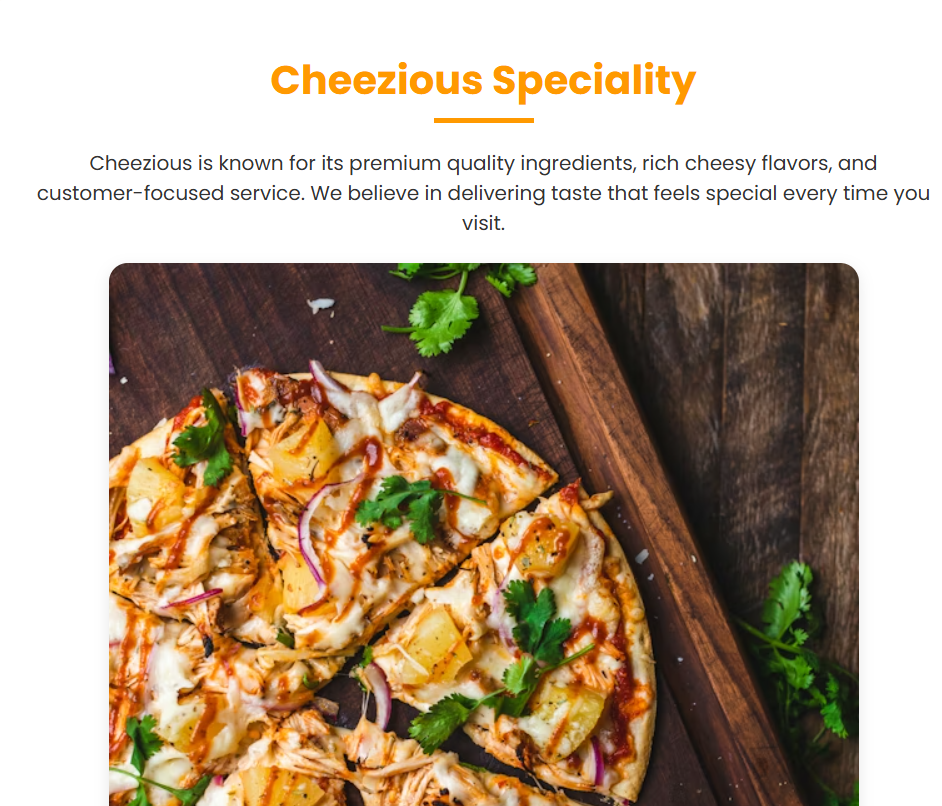 Cheezious Speciality
Cheezious is known for its premium quality ingredients, rich cheesy flavors, and
customer-focused service. We believe in delivering taste that feels special every time you
visit.